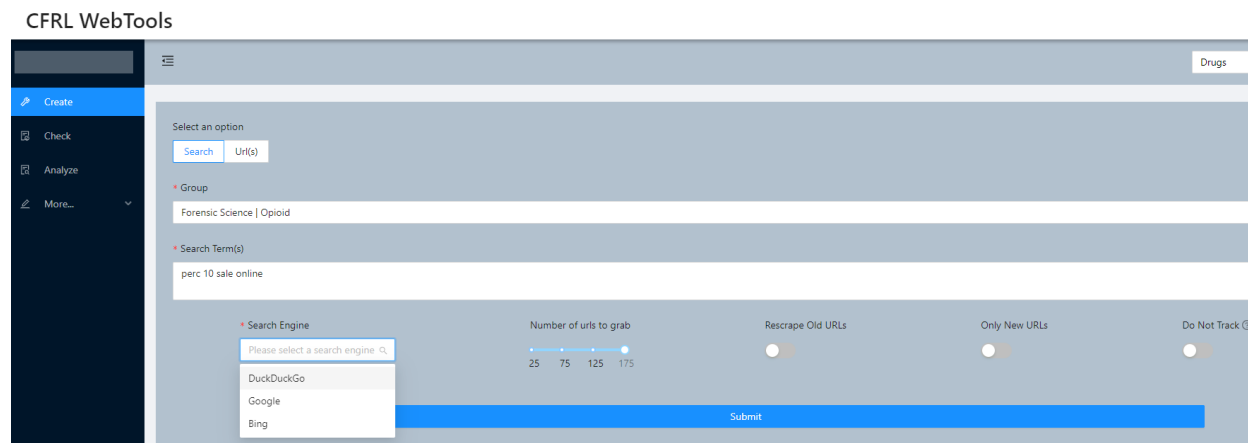 CFRL WebTools
Drugs
Create
Check
Analyze
More...
Select an option
Search Url(s)
* Group
Forensic Science | Opioid
* Search Term(s)
perc 10 sale online
* Search Engine Number of urls to grab Rescrape Old URLs Only New URLs Do Not Track
Please select a search engine
25 75 125 175
DuckDuckGo
Google
Bing
Submit